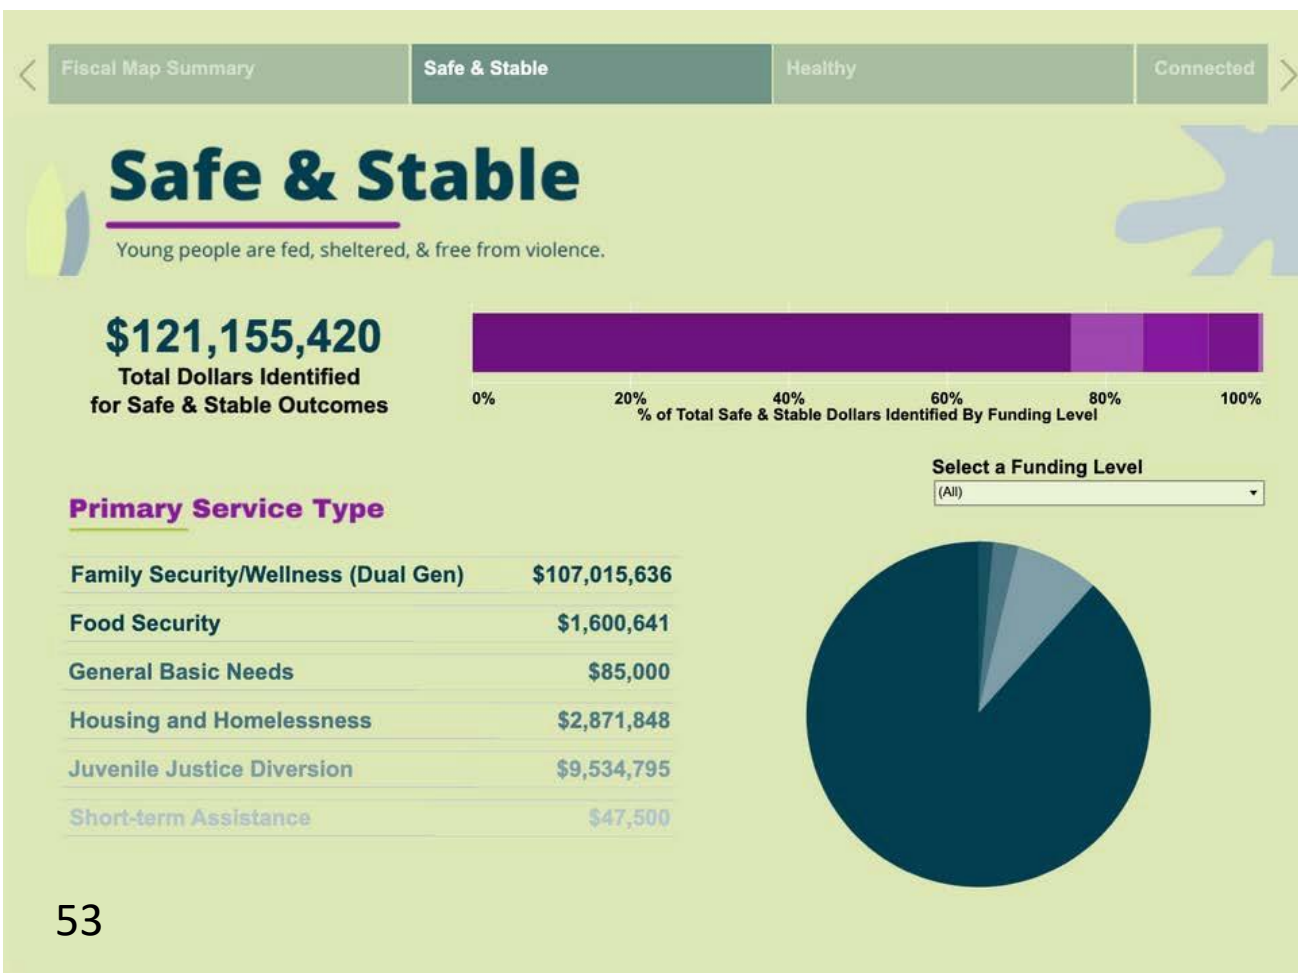 Fiscal Map Summary
Safe & Stable
Healthy
Connected
Safe & Stable
Young people are fed, sheltered, & free from violence.
$121,155,420
Total Dollars Identified
for Safe & Stable Outcomes
0% 20% 40% 60% 80% 100%
% of Total Safe & Stable Dollars Identified By Funding Level
Select a Funding Level
(All)
Primary Service Type
Family Security/Wellness (Dual Gen) $107,015,636
Food Security $1,600,641
General Basic Needs $85,000
Housing and Homelessness $2,871,848
Juvenile Justice Diversion $9,534,795
Short-term Assistance $47,500
53